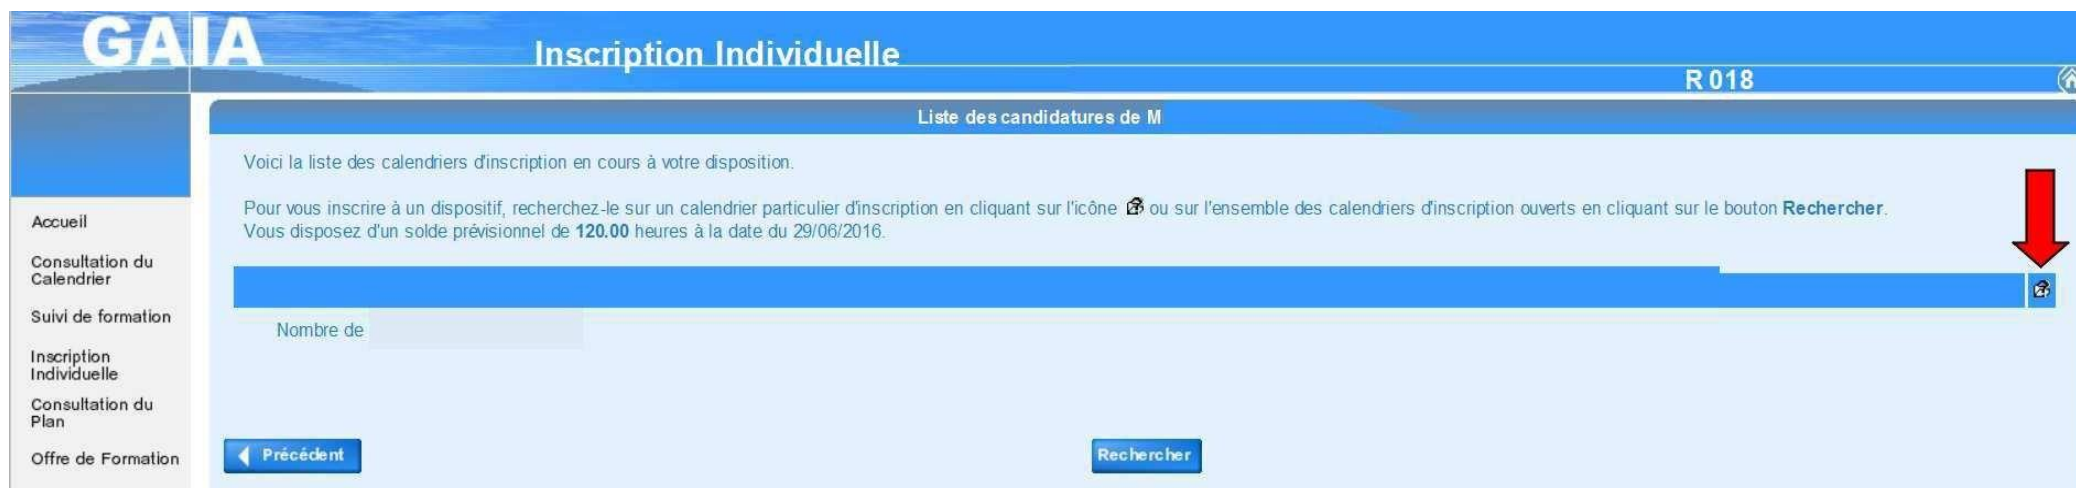 GAIA
Inscription Individuelle
R 018
Liste des candidatures de M
Voici la liste des calendriers d'inscription en cours à votre disposition.
Pour vous inscrire à un dispositif, recherchez-le sur un calendrier particulier d'inscription en cliquant sur l'icône ou sur l'ensemble des calendriers d'inscription ouverts en cliquant sur le bouton Rechercher.
Vous disposez d'un solde prévisionnel de 120.00 heures à la date du 29/06/2016.
Nombre de
Accueil
Consultation du
Calendrier
Suivi de formation
Inscription
Individuelle
Consultation du
Plan
Offre de Formation
Précédent
Rechercher